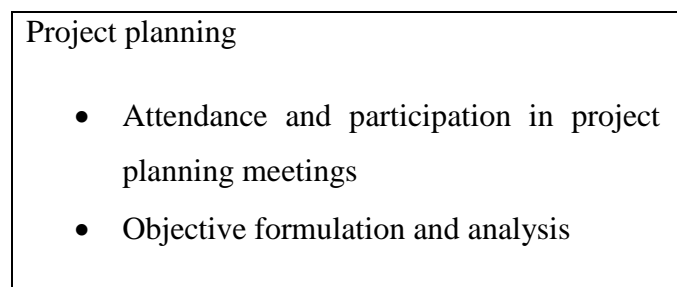 Project planning
• Attendance and participation in project
planning meetings
• Objective formulation and analysis